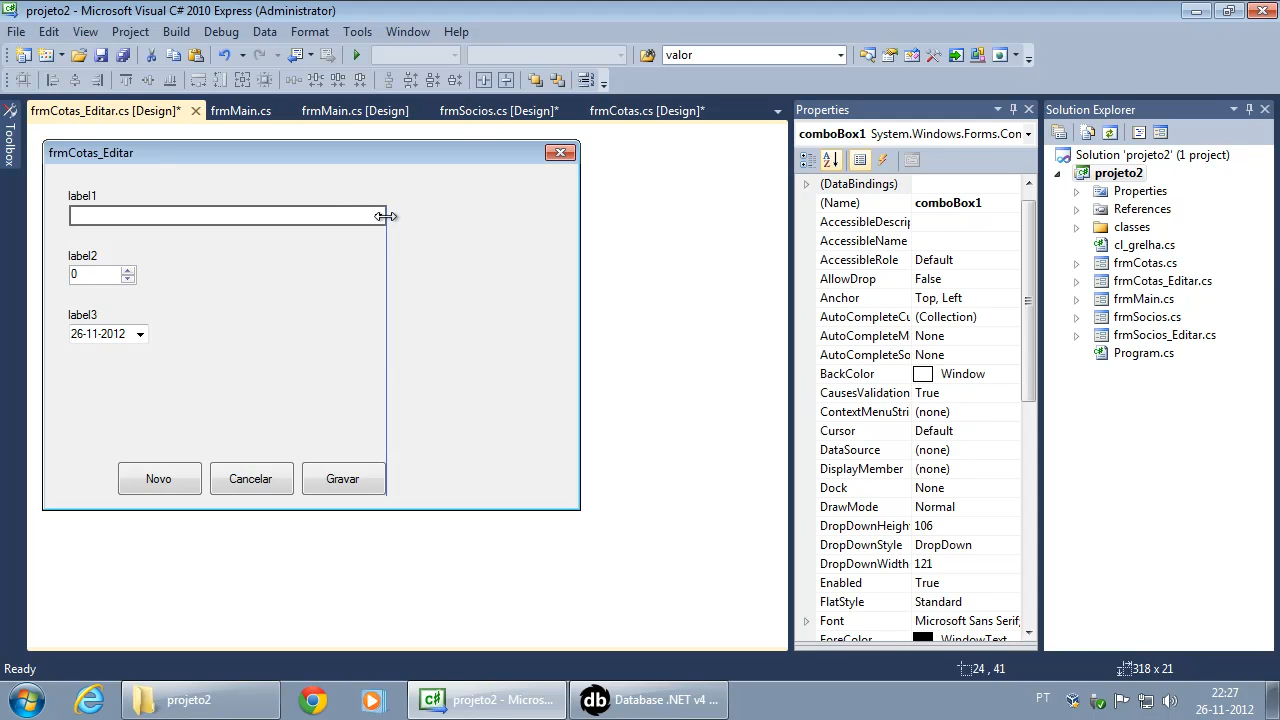 projeto2 - Microsoft Visual C# 2010 Express (Administrator)
File Edit View Project Build Debug Data Format Tools Window Help
valor
frmCotas_Editar.cs [Design]* frmMain.cs frmMain.cs [Design] frmSocios.cs [Design]* frmCotas.cs [Design]*
Toolbox
frmCotas_Editar
label1
label2
0
label3
26-11-2012
Novo Cancelar Gravar
Properties
comboBox1 System.Windows.Forms.Con
(DataBindings)
(Name) comboBox1
AccessibleDescrip
AccessibleName
AccessibleRole Default
AllowDrop False
Anchor Top, Left
AutoCompleteCu (Collection)
AutoCompleteM None
AutoCompleteSo None
BackColor Window
CausesValidation True
ContextMenuStri (none)
Cursor Default
DataSource (none)
DisplayMember (none)
Dock None
DrawMode Normal
DropDownHeigh 106
DropDownStyle DropDown
DropDownWidth 121
Enabled True
FlatStyle Standard
Font Microsoft Sans Serif,
ForeColor WindowText
Solution Explorer
Solution 'projeto2' (1 project)
projeto2
Properties
References
classes
cl_grelha.cs
frmCotas.cs
frmCotas_Editar.cs
frmMain.cs
frmSocios.cs
frmSocios_Editar.cs
Program.cs
Ready 24 , 41 318 x 21
projeto2 projeto2 - Micros... db Database .NET v4 ... PT 22:27
26-11-2012